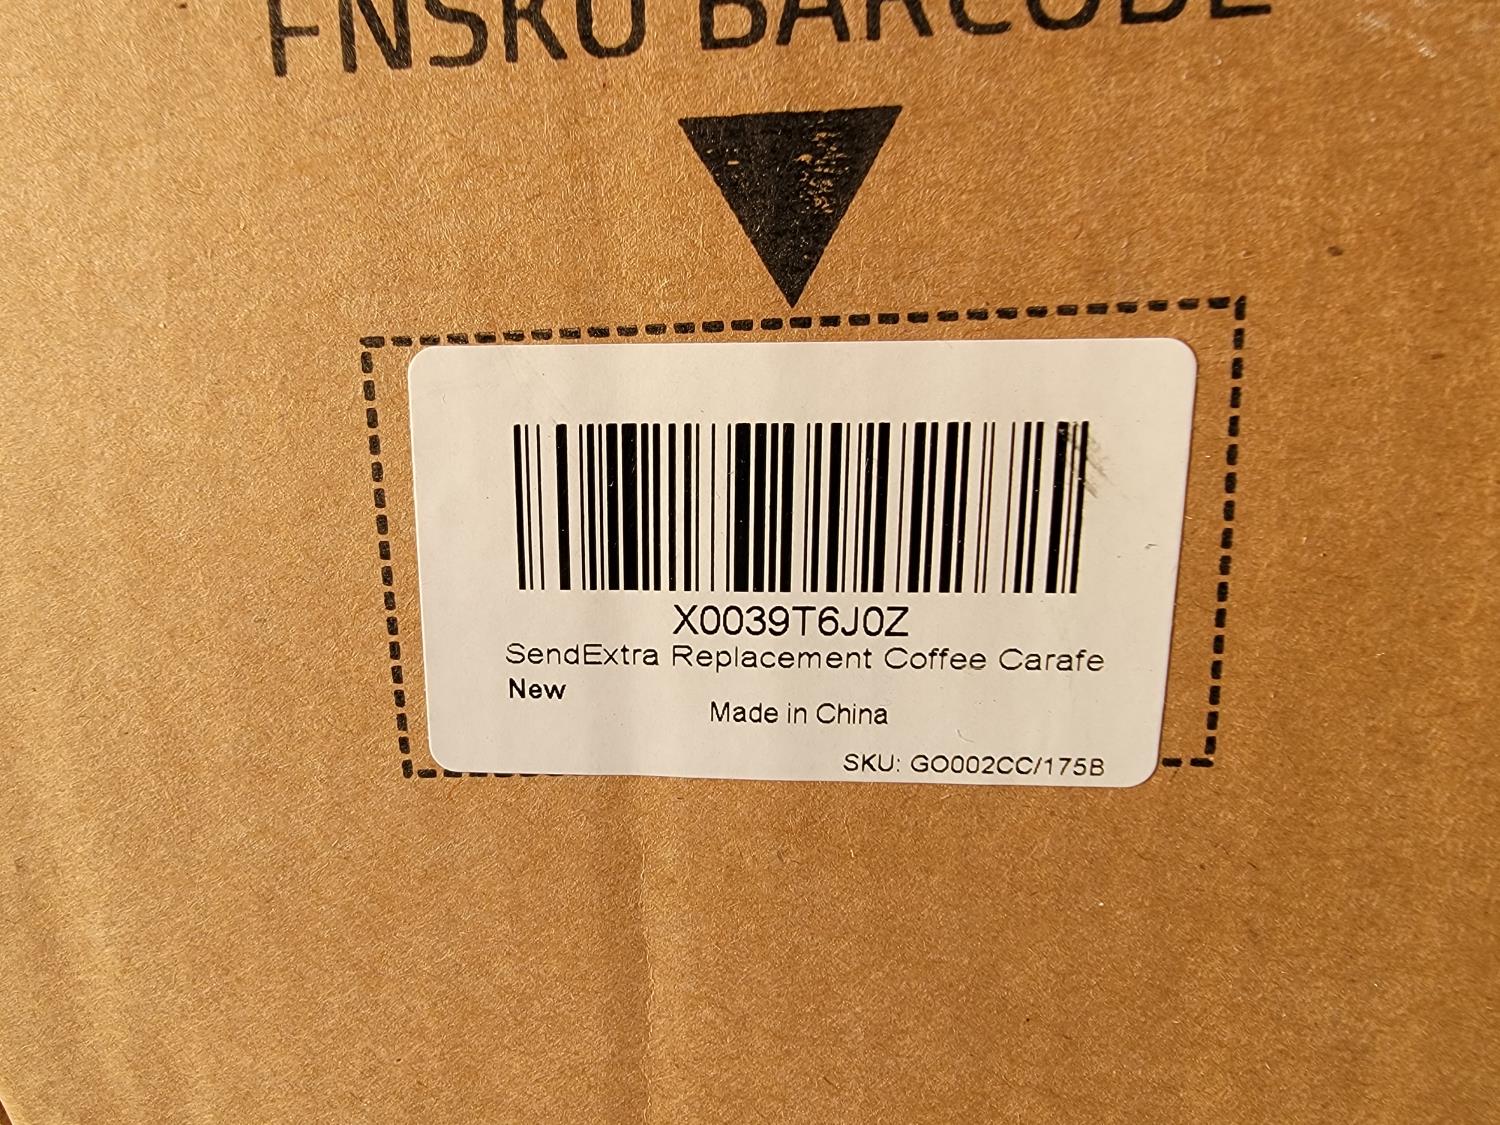 FNSKU BARCODE
X0039T6J0Z
SendExtra Replacement Coffee Carafe
New
Made in China
SKU: GO002CC/175B